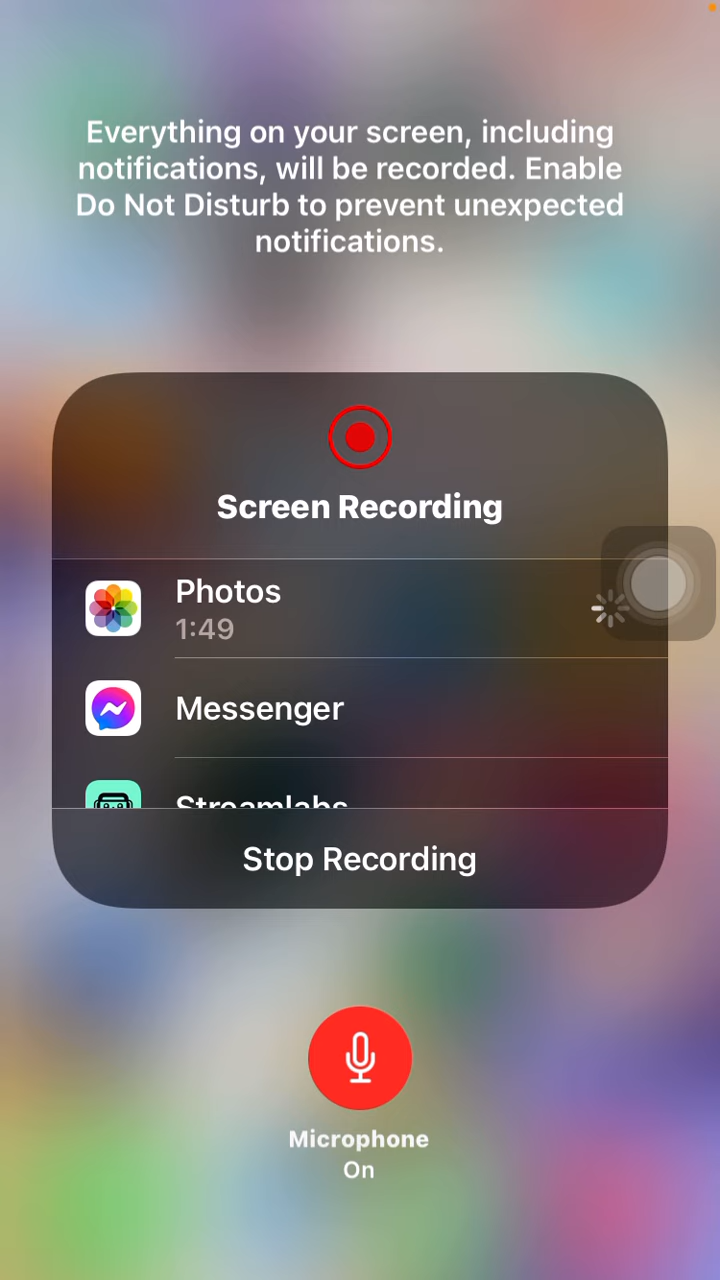 Everything on your screen, including
notifications, will be recorded. Enable
Do Not Disturb to prevent unexpected
notifications.
Screen Recording
Photos
1:49
Messenger
Streamlabs
Stop Recording
Microphone
On